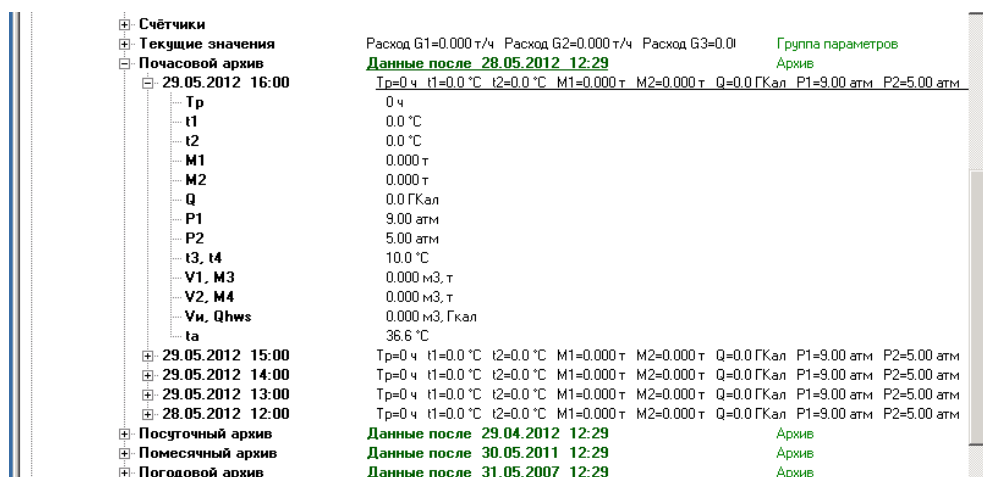 Счётчики
Текущие значения Расход G1=0.000 т/ч Расход G2=0.000 т/ч Расход G3=0.0 Группа параметров
Почасовой архив Данные после 28.05.2012 12:29 Архив
29.05.2012 16:00 Tp=0 ч t1=0.0 °C t2=0.0 °C M1=0.000 т M2=0.000 т Q=0.0 ГКал P1=9.00 атм P2=5.00 атм
Tp 0 ч
t1 0.0 °C
t2 0.0 °C
M1 0.000 т
M2 0.000 т
Q 0.0 ГКал
P1 9.00 атм
P2 5.00 атм
t3, t4 10.0 °C
V1, M3 0.000 м3, т
V2, M4 0.000 м3, т
Vи, Qhws 0.000 м3, Гкал
ta 36.6 °C
29.05.2012 15:00 Tp=0 ч t1=0.0 °C t2=0.0 °C M1=0.000 т M2=0.000 т Q=0.0 ГКал P1=9.00 атм P2=5.00 атм
29.05.2012 14:00 Tp=0 ч t1=0.0 °C t2=0.0 °C M1=0.000 т M2=0.000 т Q=0.0 ГКал P1=9.00 атм P2=5.00 атм
29.05.2012 13:00 Tp=0 ч t1=0.0 °C t2=0.0 °C M1=0.000 т M2=0.000 т Q=0.0 ГКал P1=9.00 атм P2=5.00 атм
28.05.2012 12:00 Tp=0 ч t1=0.0 °C t2=0.0 °C M1=0.000 т M2=0.000 т Q=0.0 ГКал P1=9.00 атм P2=5.00 атм
Посуточный архив Данные после 29.04.2012 12:29 Архив
Помесячный архив Данные после 30.05.2011 12:29 Архив
Погодовой архив Данные после 31.05.2007 12:29 Архив